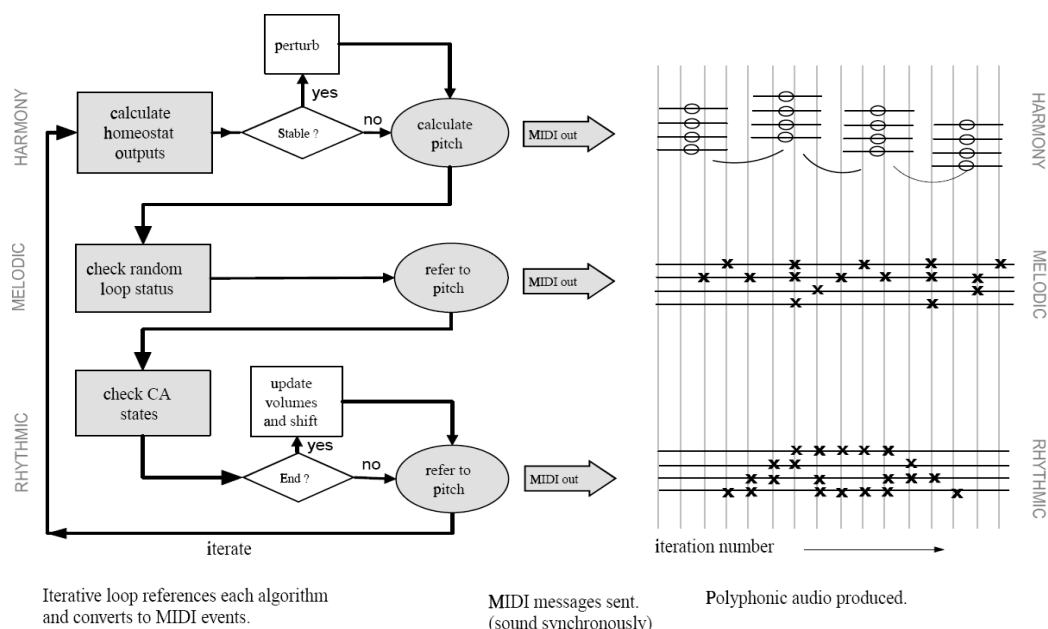 HARMONY
perturb
yes
calculate
homeostat
outputs
Stable ?
no
calculate
pitch
MIDI out
HARMONY
MELODIC
check random
loop status
refer to
pitch
MIDI out
MELODIC
RHYTHMIC
check CA
states
update
volumes
and shift
yes
End ?
no
refer to
pitch
MIDI out
RHYTHMIC
iterate
iteration number
Iterative loop references each algorithm
and converts to MIDI events.
MIDI messages sent.
(sound synchronously)
Polyphonic audio produced.